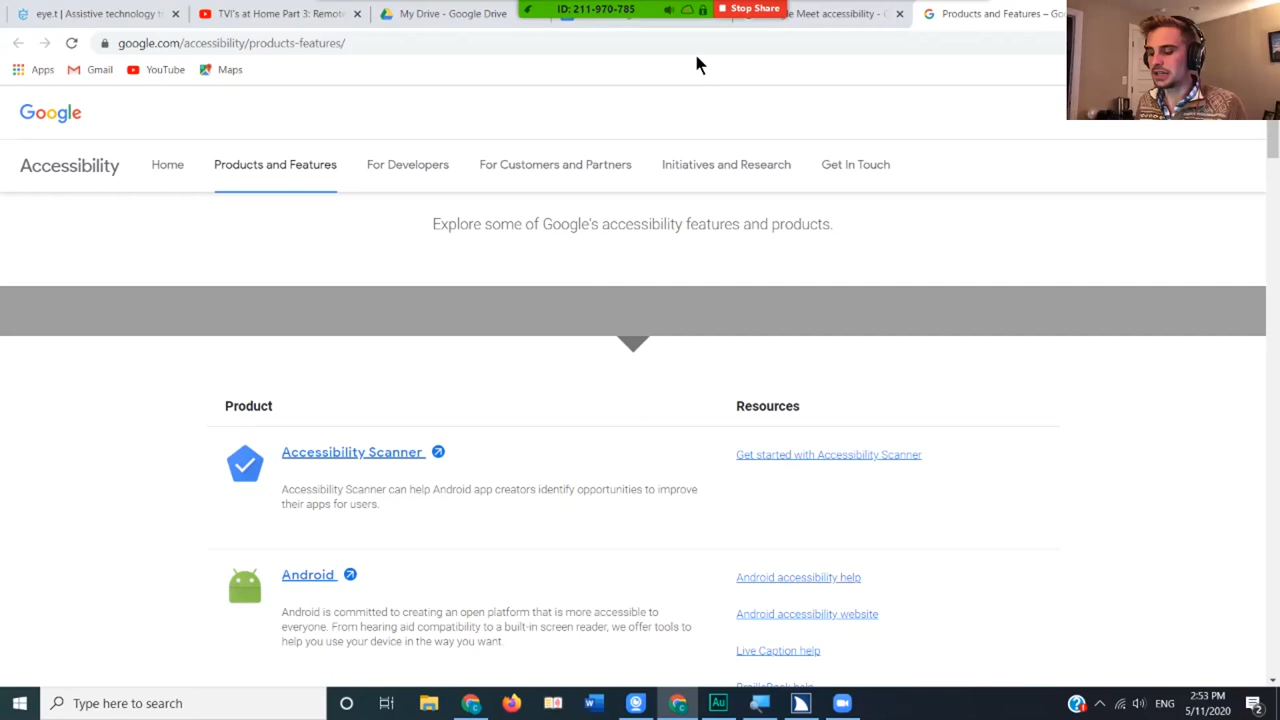 eye.t | Assistive technology t
TVI's at Home Part 3: Remote
My Drive - Google Drive
ID: 211-970-785
Stop Share
gle Meet accessibility - G
Products and Features – Go
google.com/accessibility/products-features/
Apps
Gmail
YouTube
Maps
Google
Accessibility
Home
Products and Features
For Developers
For Customers and Partners
Initiatives and Research
Get In Touch
Explore some of Google's accessibility features and products.
Product
Resources
Accessibility Scanner
Get started with Accessibility Scanner
Accessibility Scanner can help Android app creators identify opportunities to improve
their apps for users.
Android
Android accessibility help
Android is committed to creating an open platform that is more accessible to
everyone. From hearing aid compatibility to a built-in screen reader, we offer tools to
help you use your device in the way you want.
Android accessibility website
Live Caption help
BrailleBack help
Type here to search
Au
ENG
2:53 PM
5/11/2020
2